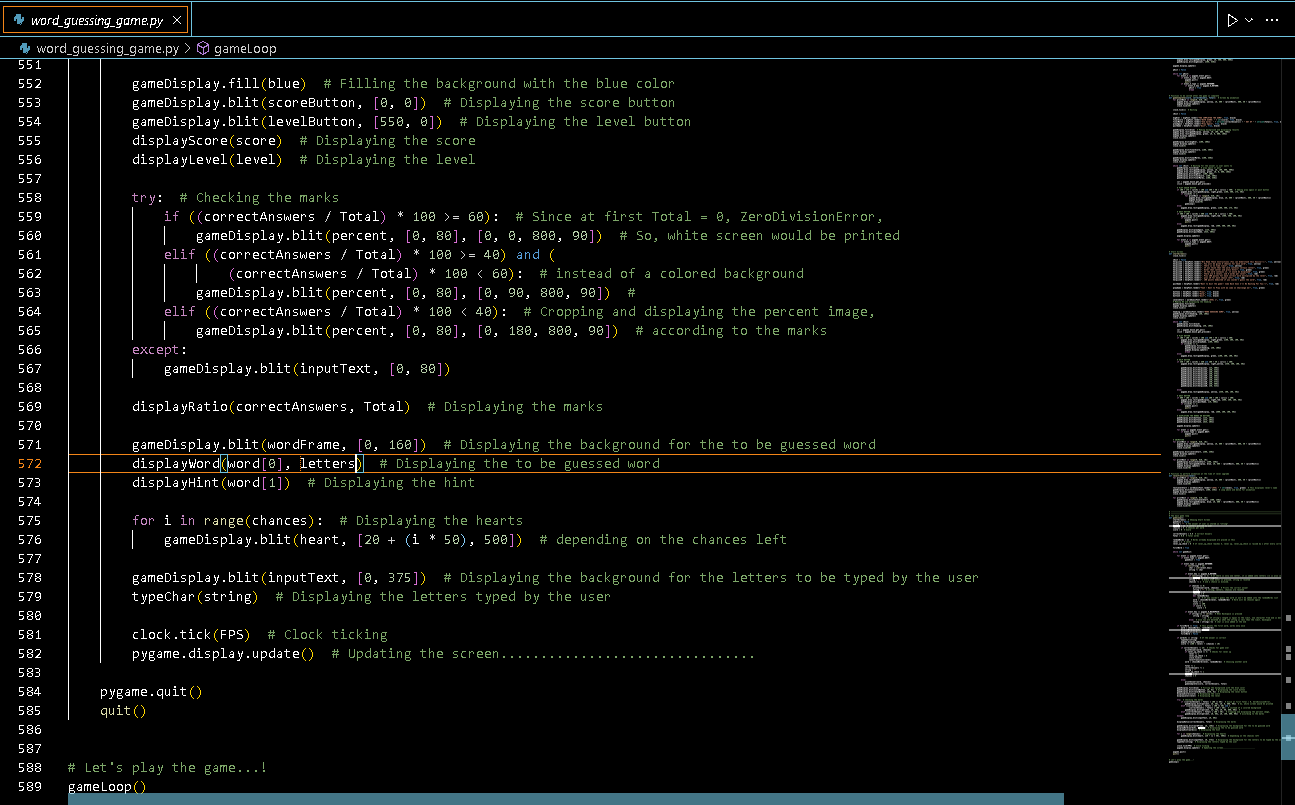 word_guessing_game.py
word_guessing_game.py > gameLoop
551
552 gameDisplay.fill(blue)  # Filling the background with the blue color
553 gameDisplay.blit(scoreButton, [0, 0])  # Displaying the score button
554 gameDisplay.blit(levelButton, [550, 0])  # Displaying the level button
555 displayScore(score)  # Displaying the score
556 displayLevel(level)  # Displaying the level
557
558 try:  # Checking the marks
559 if ((correctAnswers / Total) * 100 >= 60):  # Since at first Total = 0, ZeroDivisionError,
560 gameDisplay.blit(percent, [0, 80], [0, 0, 800, 90])  # So, white screen would be printed
561 elif ((correctAnswers / Total) * 100 >= 40) and (
562 (correctAnswers / Total) * 100 < 60):  # instead of a colored background
563 gameDisplay.blit(percent, [0, 80], [0, 90, 800, 90])  #
564 elif ((correctAnswers / Total) * 100 < 40):  # Cropping and displaying the percent image,
565 gameDisplay.blit(percent, [0, 80], [0, 180, 800, 90])  # according to the marks
566 except:
567 gameDisplay.blit(inputText, [0, 80])
568
569 displayRatio(correctAnswers, Total)  # Displaying the marks
570
571 gameDisplay.blit(wordFrame, [0, 160])  # Displaying the background for the to be guessed word
572 displayWord(word[0], letters)  # Displaying the to be guessed word
573 displayHint(word[1])  # Displaying the hint
574
575 for i in range(chances):  # Displaying the hearts
576 gameDisplay.blit(heart, [20 + (i * 50), 500])  # depending on the chances left
577
578 gameDisplay.blit(inputText, [0, 375])  # Displaying the background for the letters to be typed by the user
579 typeChar(string)  # Displaying the letters typed by the user
580
581 clock.tick(FPS)  # Clock ticking
582 pygame.display.update()  # Updating the screen................................
583
584 pygame.quit()
585 quit()
586
587
588 # Let's play the game...!
589 gameLoop()